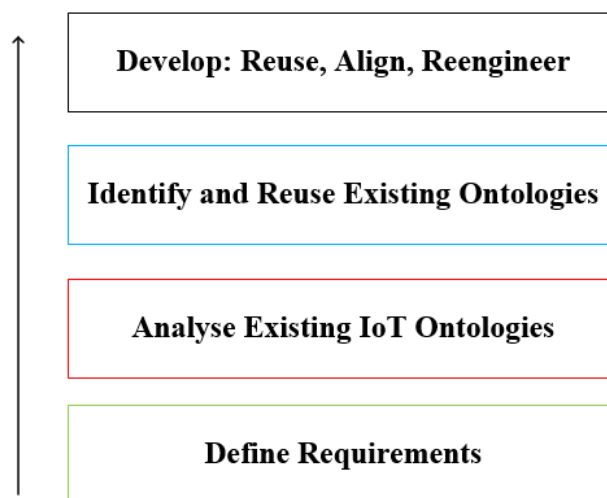 Develop: Reuse, Align, Reengineer
Identify and Reuse Existing Ontologies
Analyse Existing IoT Ontologies
Define Requirements